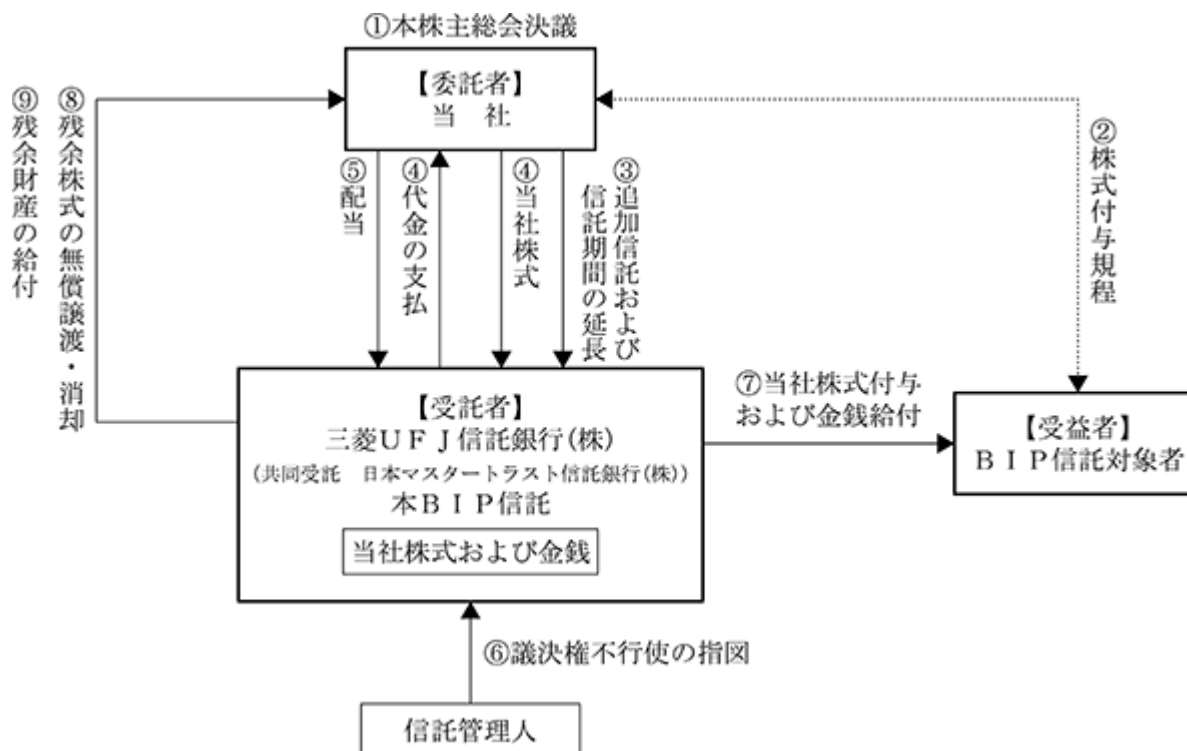 ①本株主総会決議
【委託者】
当　社
⑨残余財産の給付
⑧残余株式の無償譲渡・消却
⑤配当
④代金の支払
④当社株式
③追加信託および
信託期間の延長
②株式付与規程
【受託者】
三菱ＵＦＪ信託銀行(株)
(共同受託　日本マスタートラスト信託銀行(株))
本ＢＩＰ信託
当社株式および金銭
⑦当社株式付与
および金銭給付
【受益者】
ＢＩＰ信託対象者
⑥議決権不行使の指図
信託管理人